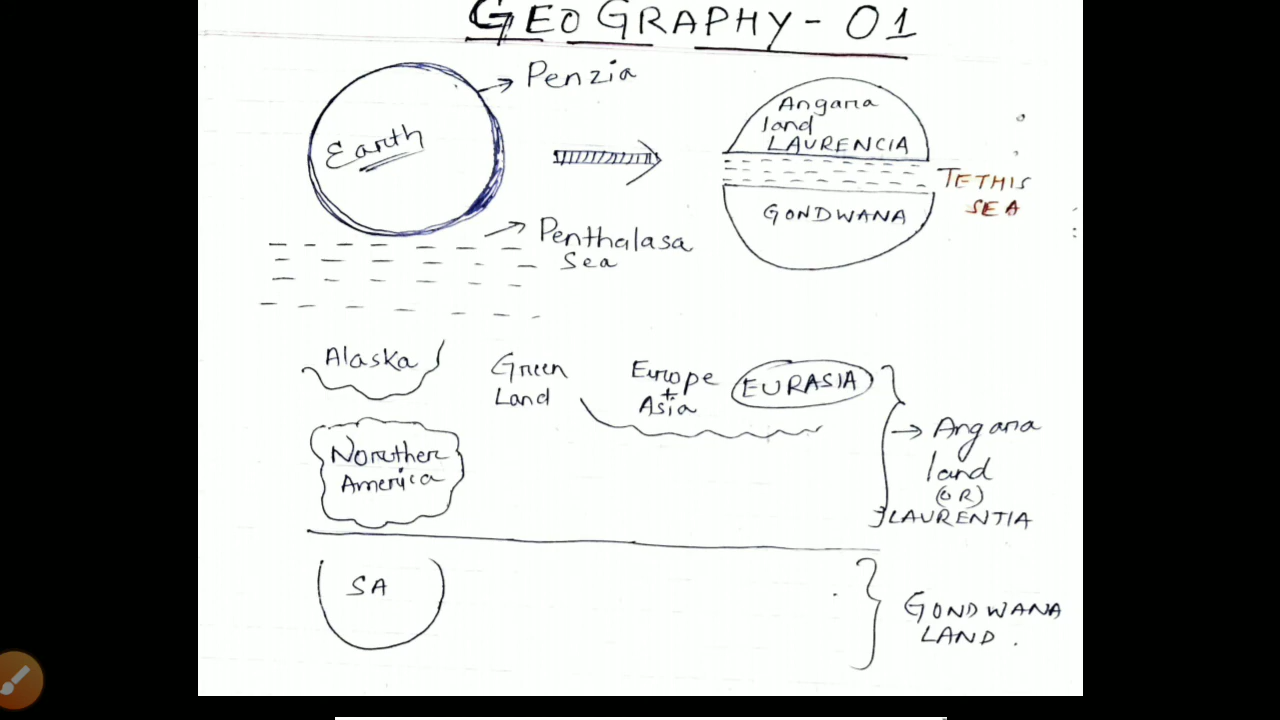 GEOGRAPHY - 01
Penzia
Earth
Penthalasa
Sea
Angara
land
LAURENCIA
TETHIS
SEA
GONDWANA
Alaska
Green
Land
Europe
+
Asia
EURASIA
Noruther
America
Angara
land
(OR)
LAURENTIA
SA
GONDWANA
LAND.